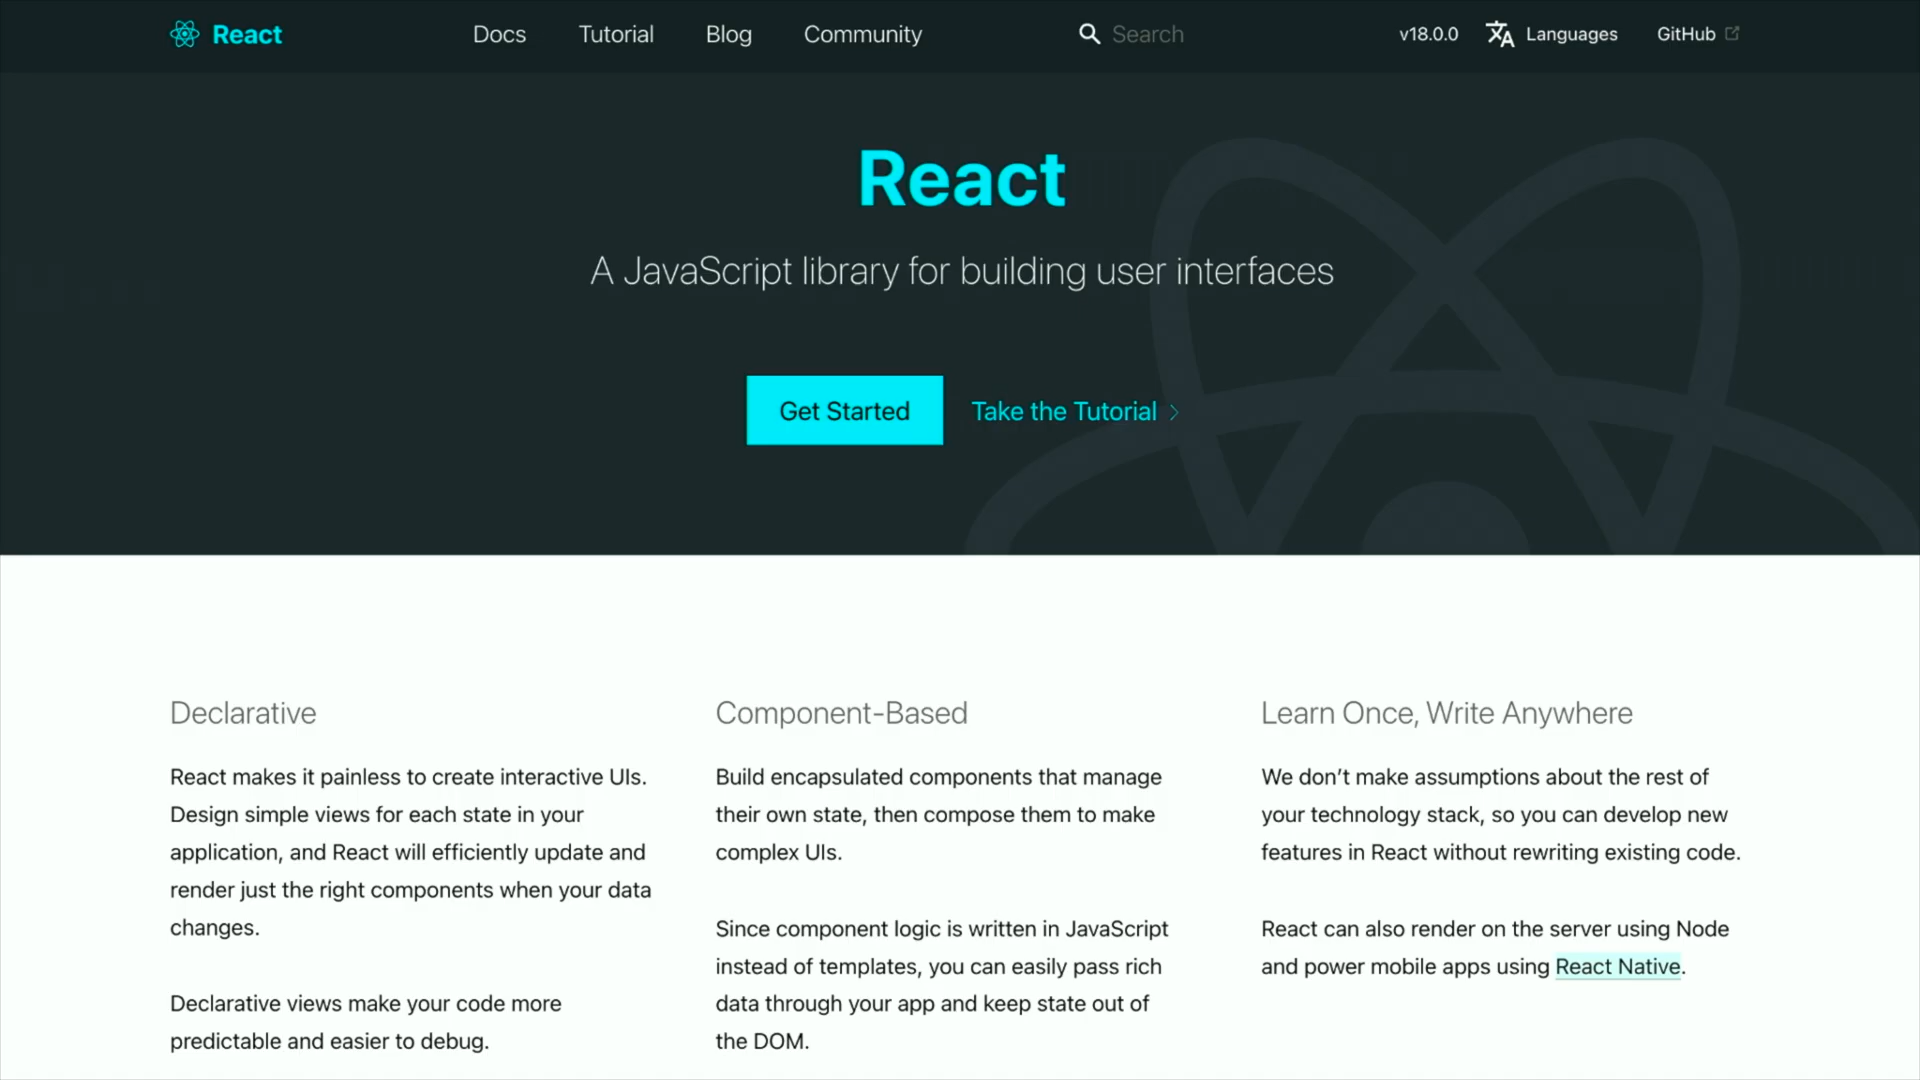 React Docs Tutorial Blog Community Search v18.0.0 Languages GitHub
React
A JavaScript library for building user interfaces
Get Started Take the Tutorial
Declarative
React makes it painless to create interactive UIs.
Design simple views for each state in your
application, and React will efficiently update and
render just the right components when your data
changes.
Declarative views make your code more
predictable and easier to debug.
Component-Based
Build encapsulated components that manage
their own state, then compose them to make
complex UIs.
Since component logic is written in JavaScript
instead of templates, you can easily pass rich
data through your app and keep state out of
the DOM.
Learn Once, Write Anywhere
We don’t make assumptions about the rest of
your technology stack, so you can develop new
features in React without rewriting existing code.
React can also render on the server using Node
and power mobile apps using React Native.